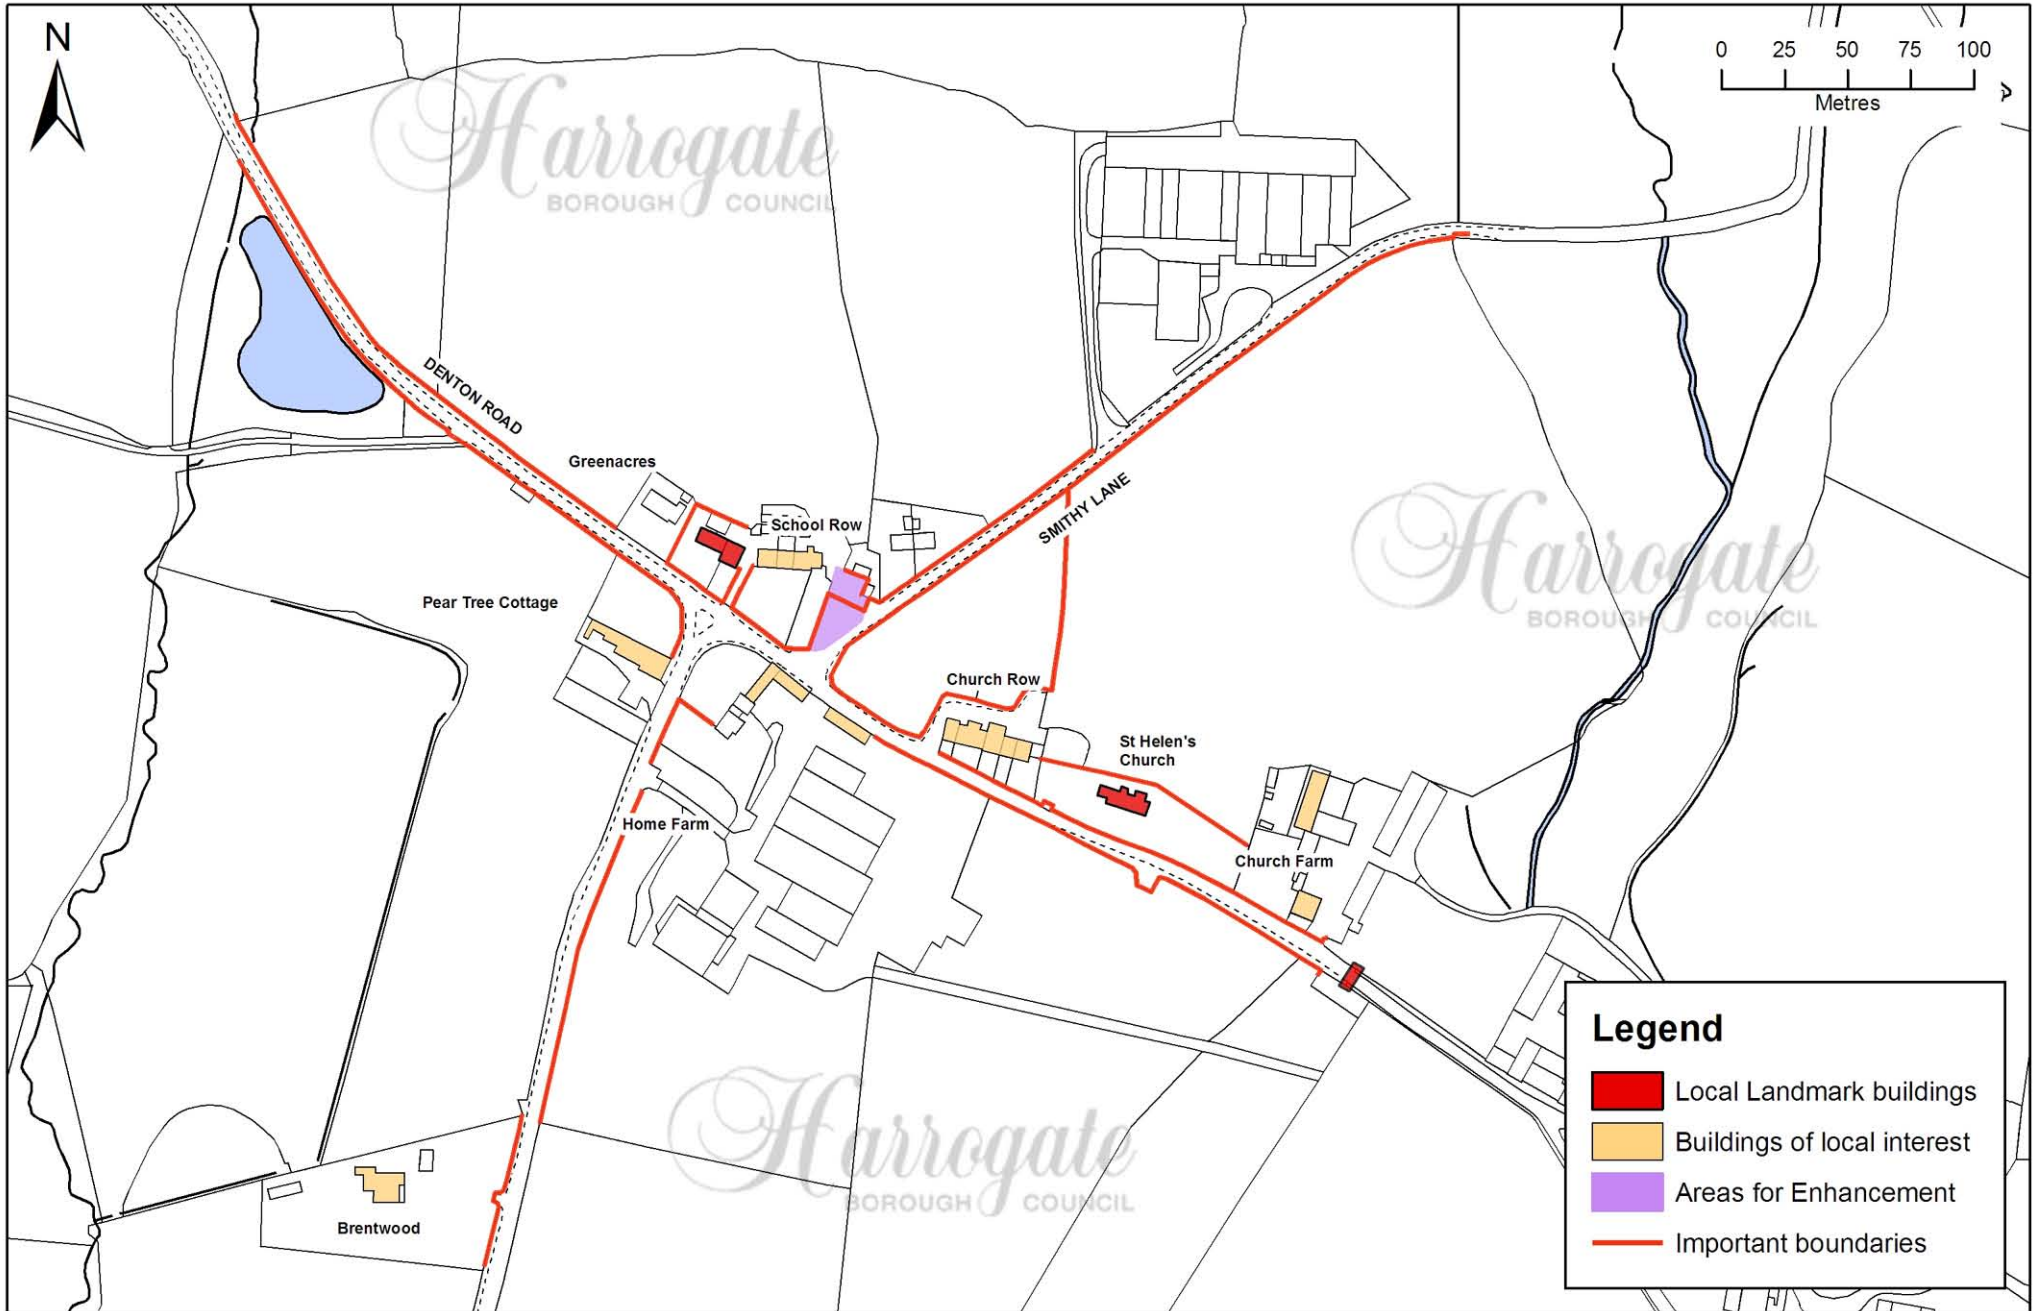 N
0 25 50 75 100
Metres
Harrogate
BOROUGH COUNCIL
DENTON ROAD
Greenacres
School Row
SMITHY LANE
Harrogate
BOROUGH COUNCIL
Pear Tree Cottage
Church Row
St Helen's
Church
Home Farm
Church Farm
Harrogate
BOROUGH COUNCIL
Brentwood
Legend
Local Landmark buildings
Buildings of local interest
Areas for Enhancement
Important boundaries